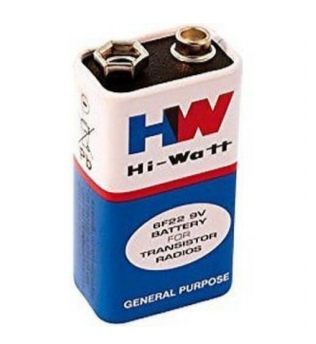 HW
Hi-Watt
6F22 9V
BATTERY
FOR
TRANSISTOR
RADIOS
GENERAL PURPOSE